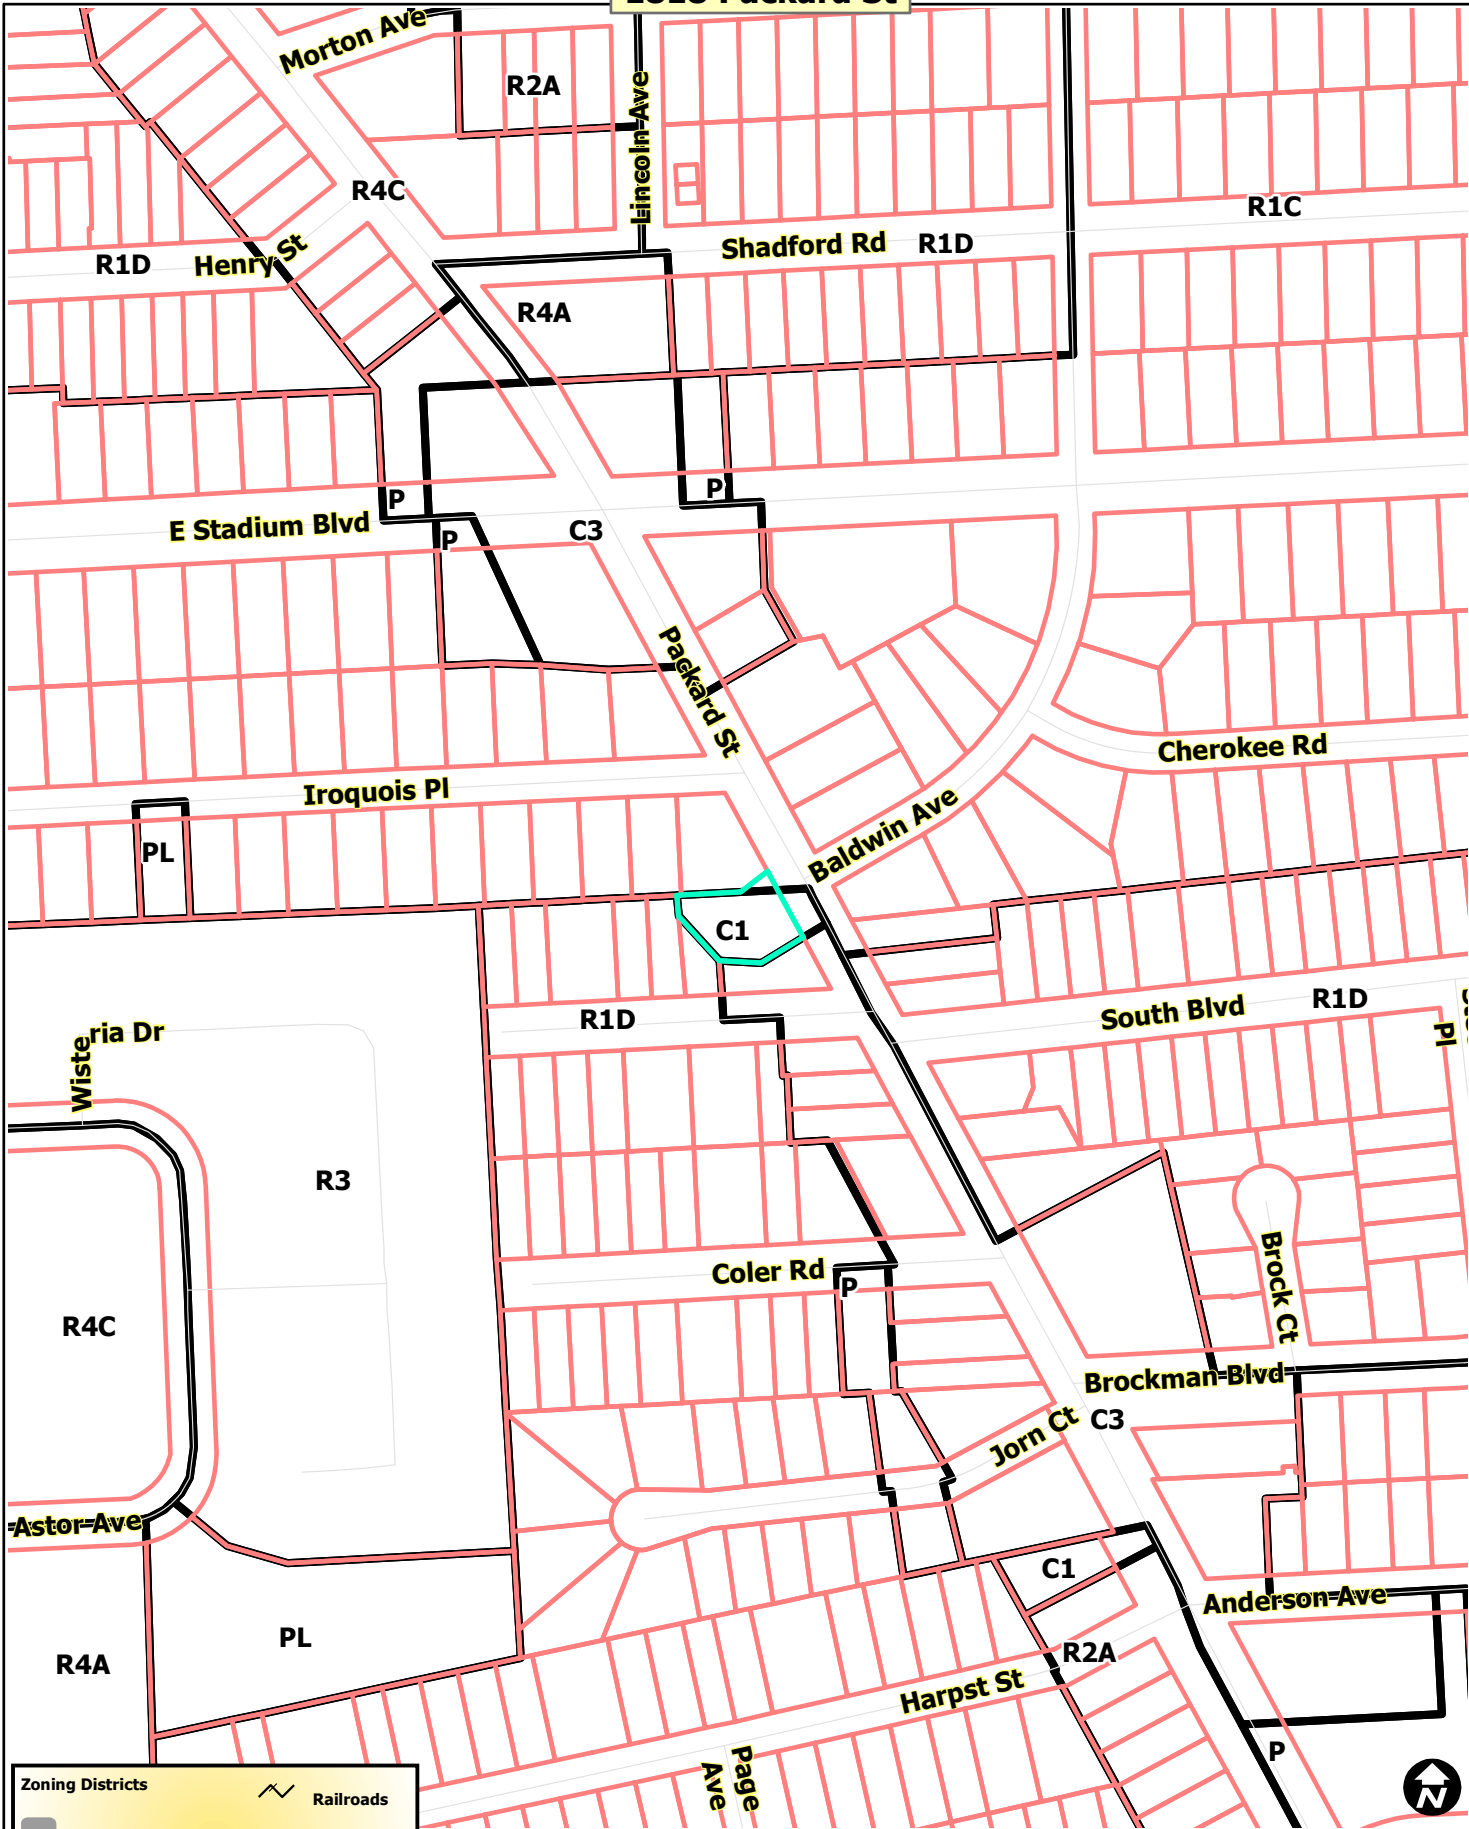 Morton Ave
R2A
Lincoln Ave
R4C
R1C
Shadford Rd
R1D
Henry St
R1D
R4A
P
P
E Stadium Blvd
P
C3
Packard St
Cherokee Rd
Iroquois Pl
Baldwin Ave
PL
C1
R1D
South Blvd
R1D
Pl
Wisteria Dr
R3
Brock Ct
Coler Rd
P
R4C
Brockman Blvd
C3
Jorn Ct
Astor Ave
C1
Anderson Ave
PL
R2A
R4A
Harpst St
P
Page
Ave
Zoning Districts
Railroads
N